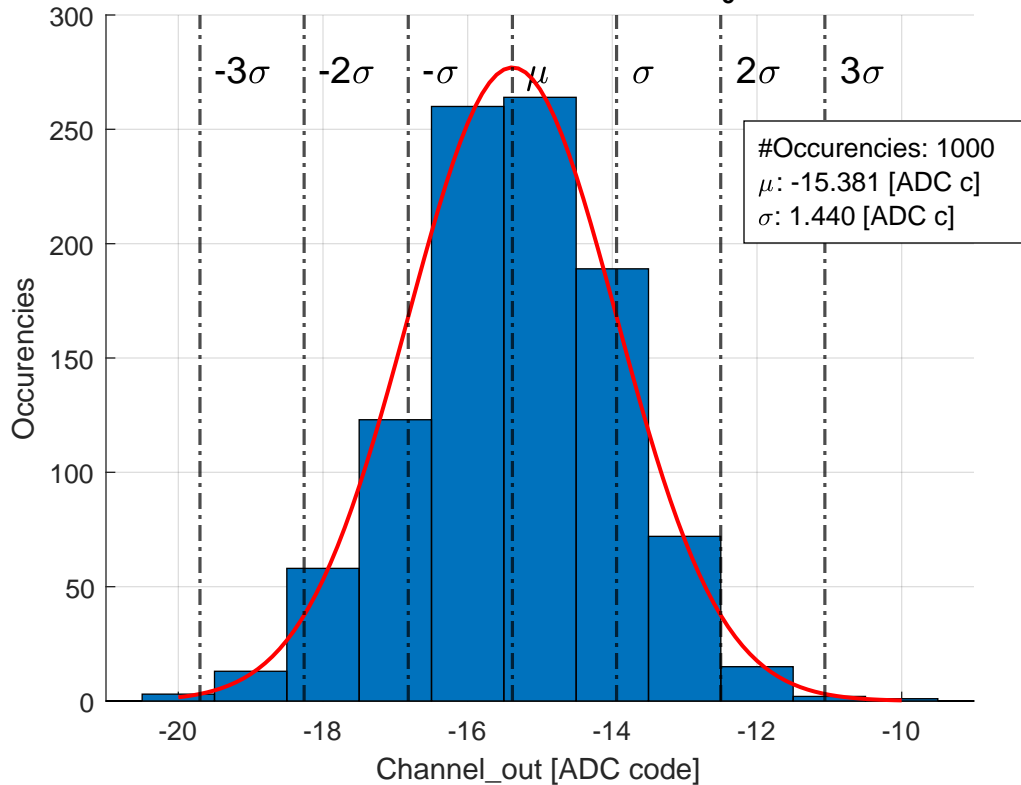 300
250
200
150
100
50
0
-3σ -2σ -σ μ σ 2σ 3σ
#Occurencies: 1000
μ: -15.381 [ADC c]
σ: 1.440 [ADC c]
Occurencies
-20 -18 -16 -14 -12 -10
Channel_out [ADC code]